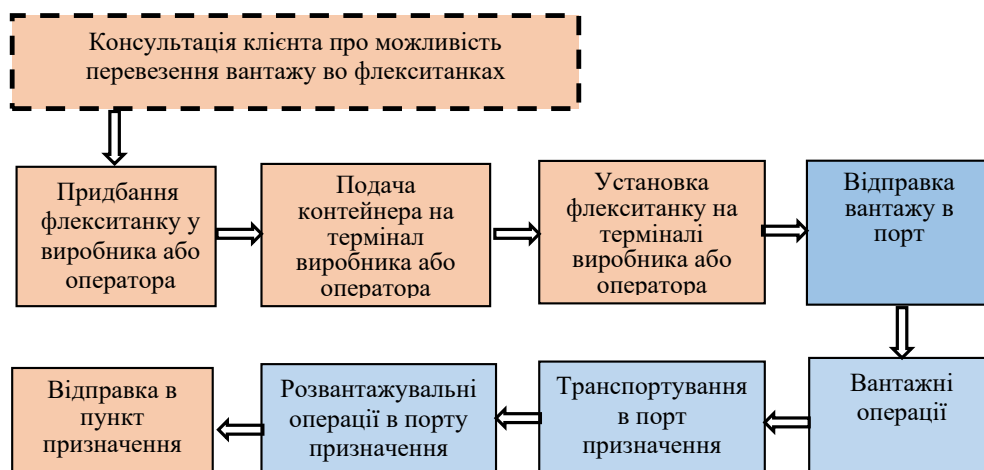 Консультація клієнта про можливість
перевезення вантажу во флекситанках
Придбання
флекситанку у
виробника або
оператора
Подача
контейнера на
термінал
виробника або
оператора
Установка
флекситанку на
терміналі
виробника або
оператора
Відправка
вантажу в
порт
Вантажні
операції
Транспортування
в порт
призначення
Розвантажувальні
операції в порту
призначення
Відправка в
пункт
призначення